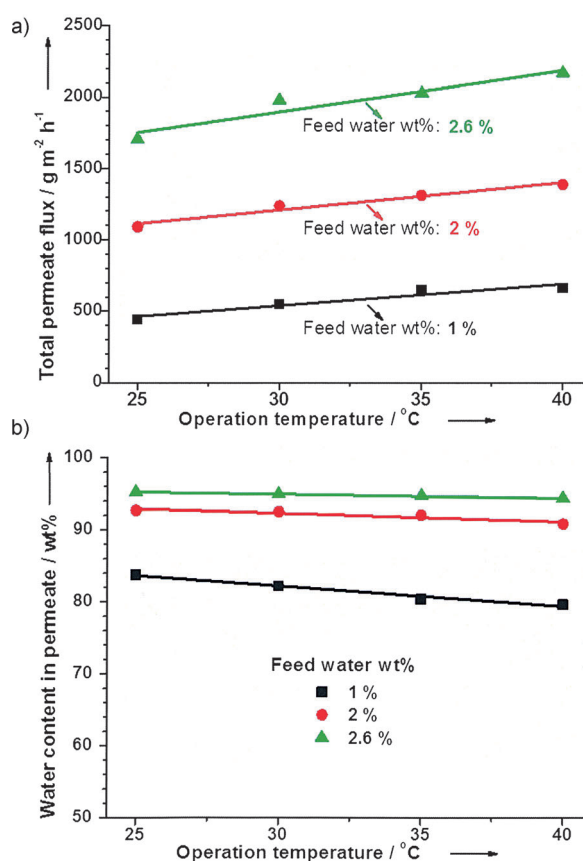 a)
Total permeate flux / g m⁻² h⁻¹
2500
2000
1500
1000
500
0
Feed water wt%: 2.6 %
Feed water wt%: 2 %
Feed water wt%: 1 %
25 30 35 40
Operation temperature / °C
b)
Water content in permeate / wt%
100
90
80
70
60
50
Feed water wt%
1 %
2 %
2.6 %
25 30 35 40
Operation temperature / °C